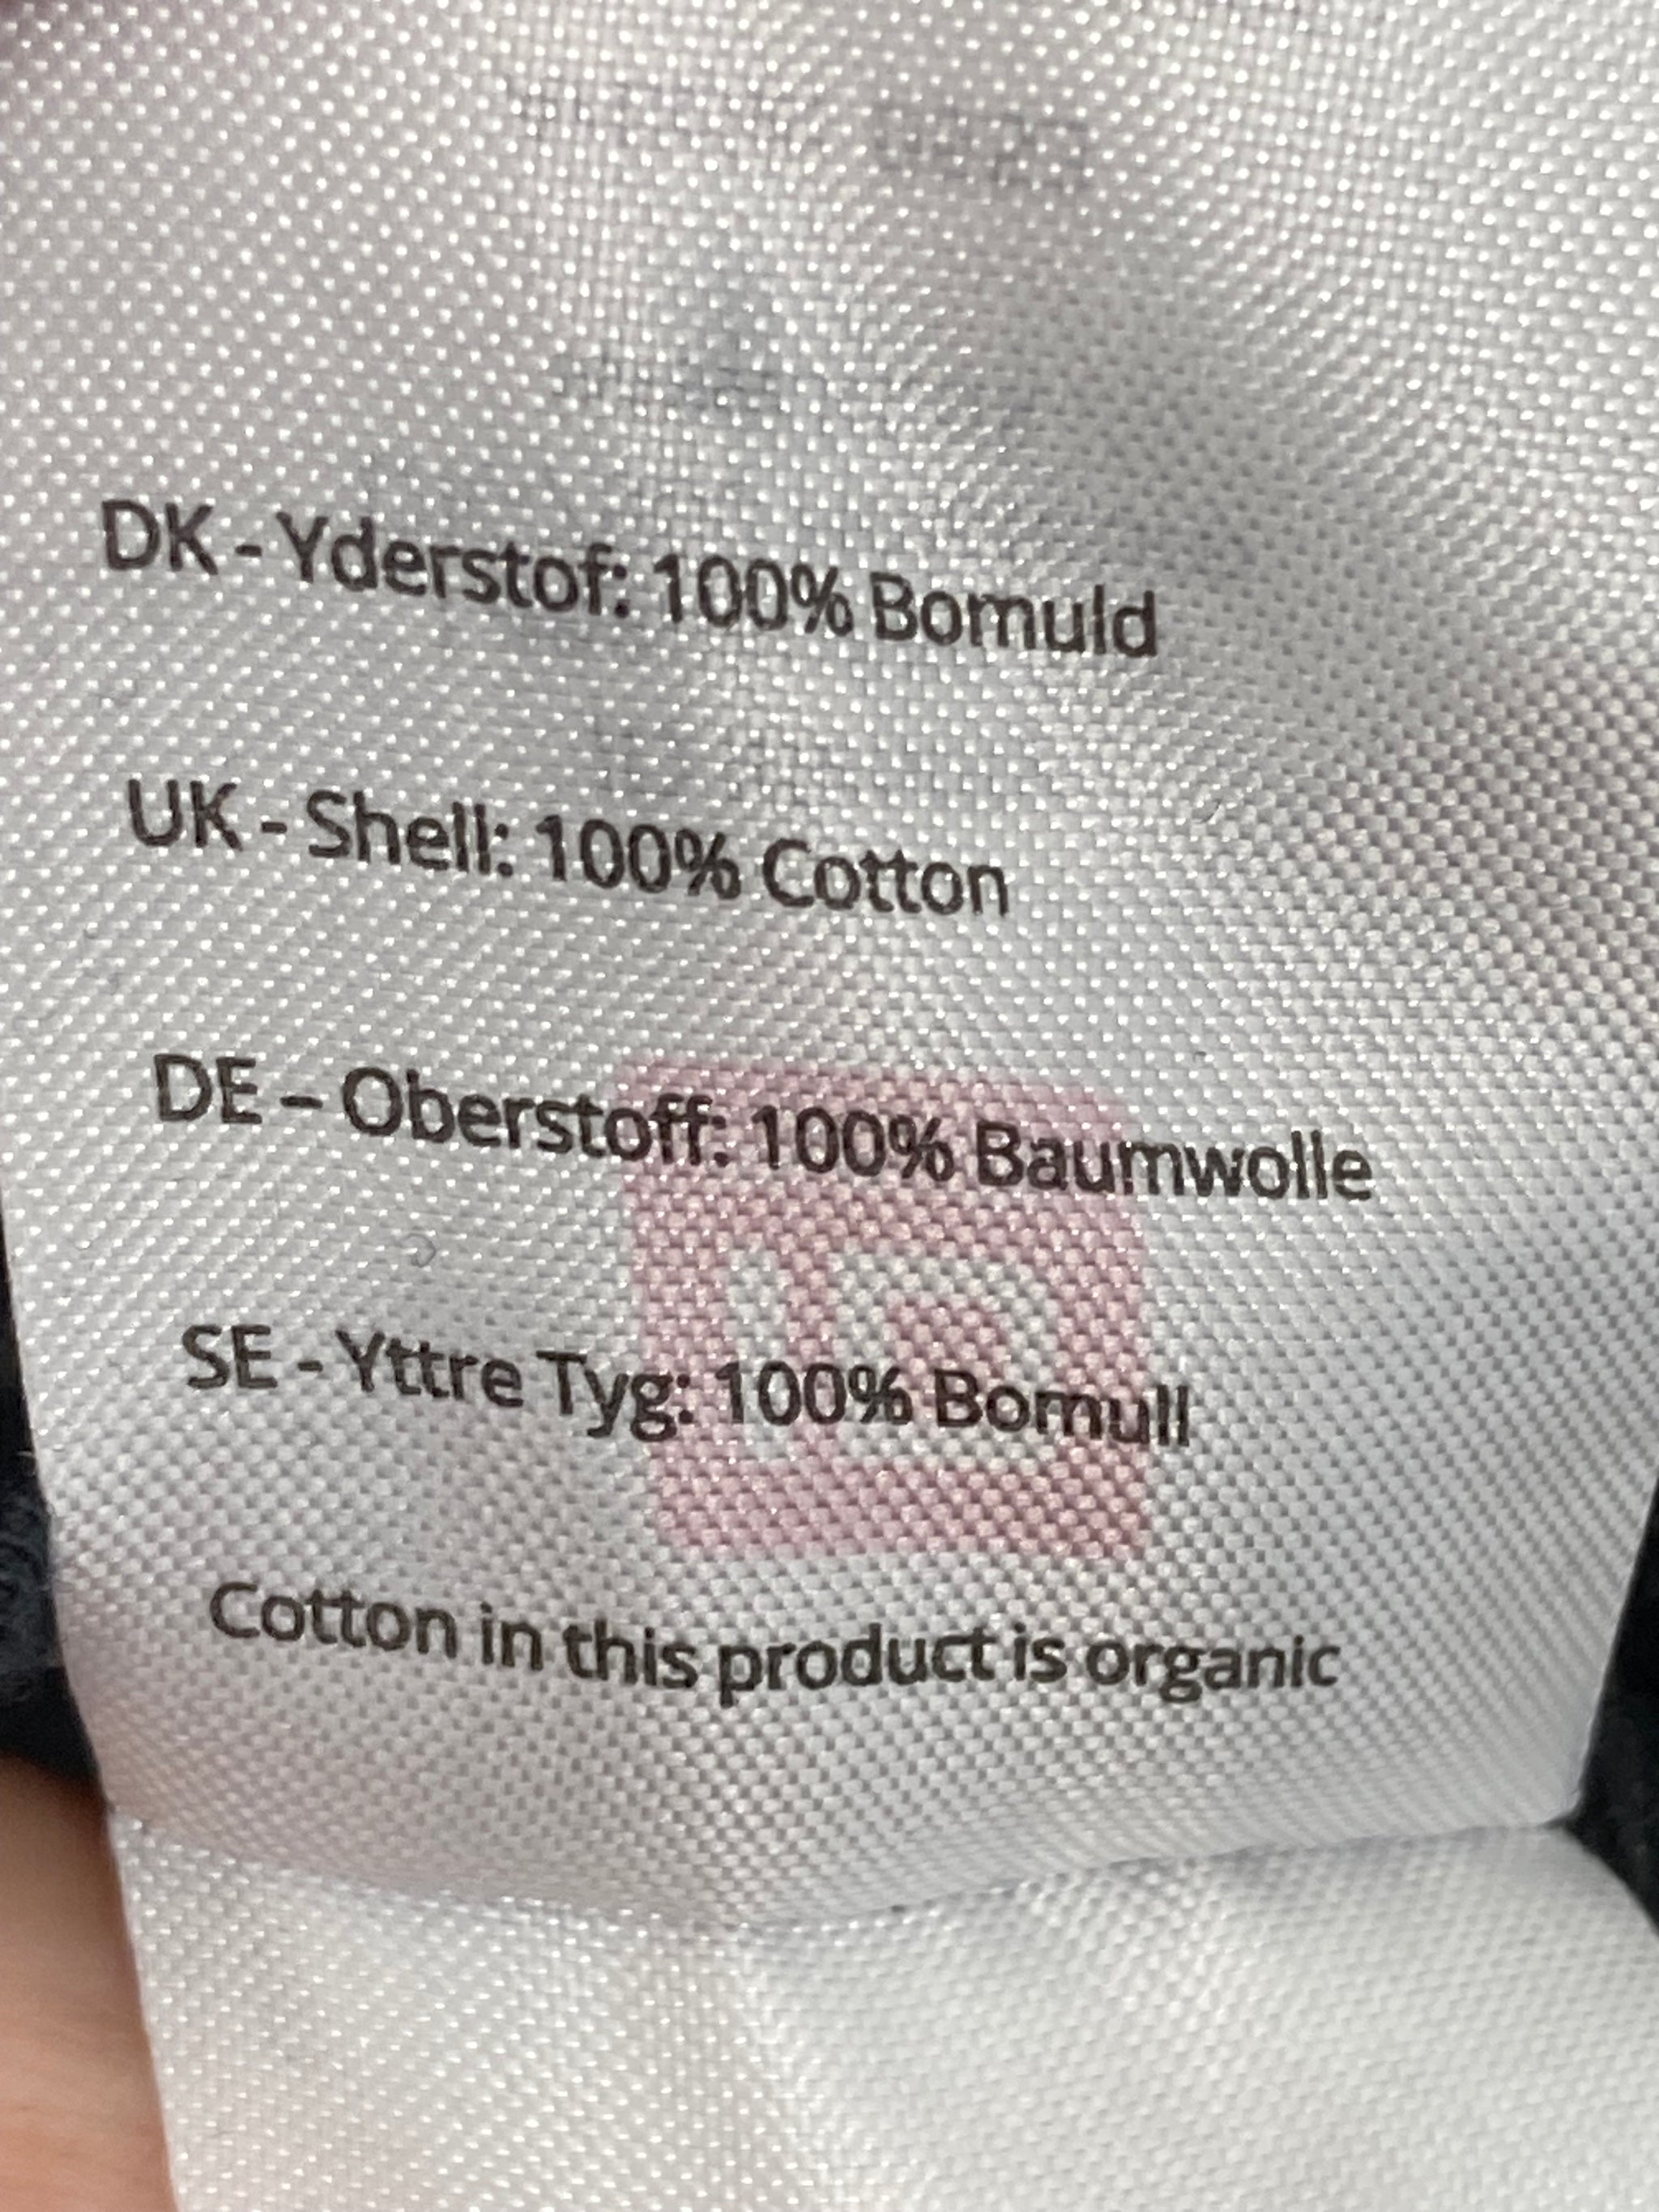 DK - Yderstof: 100% Bomuld
UK - Shell: 100% Cotton
DE – Oberstoff: 100% Baumwolle
SE - Yttre Tyg: 100% Bomull
Cotton in this product is organic